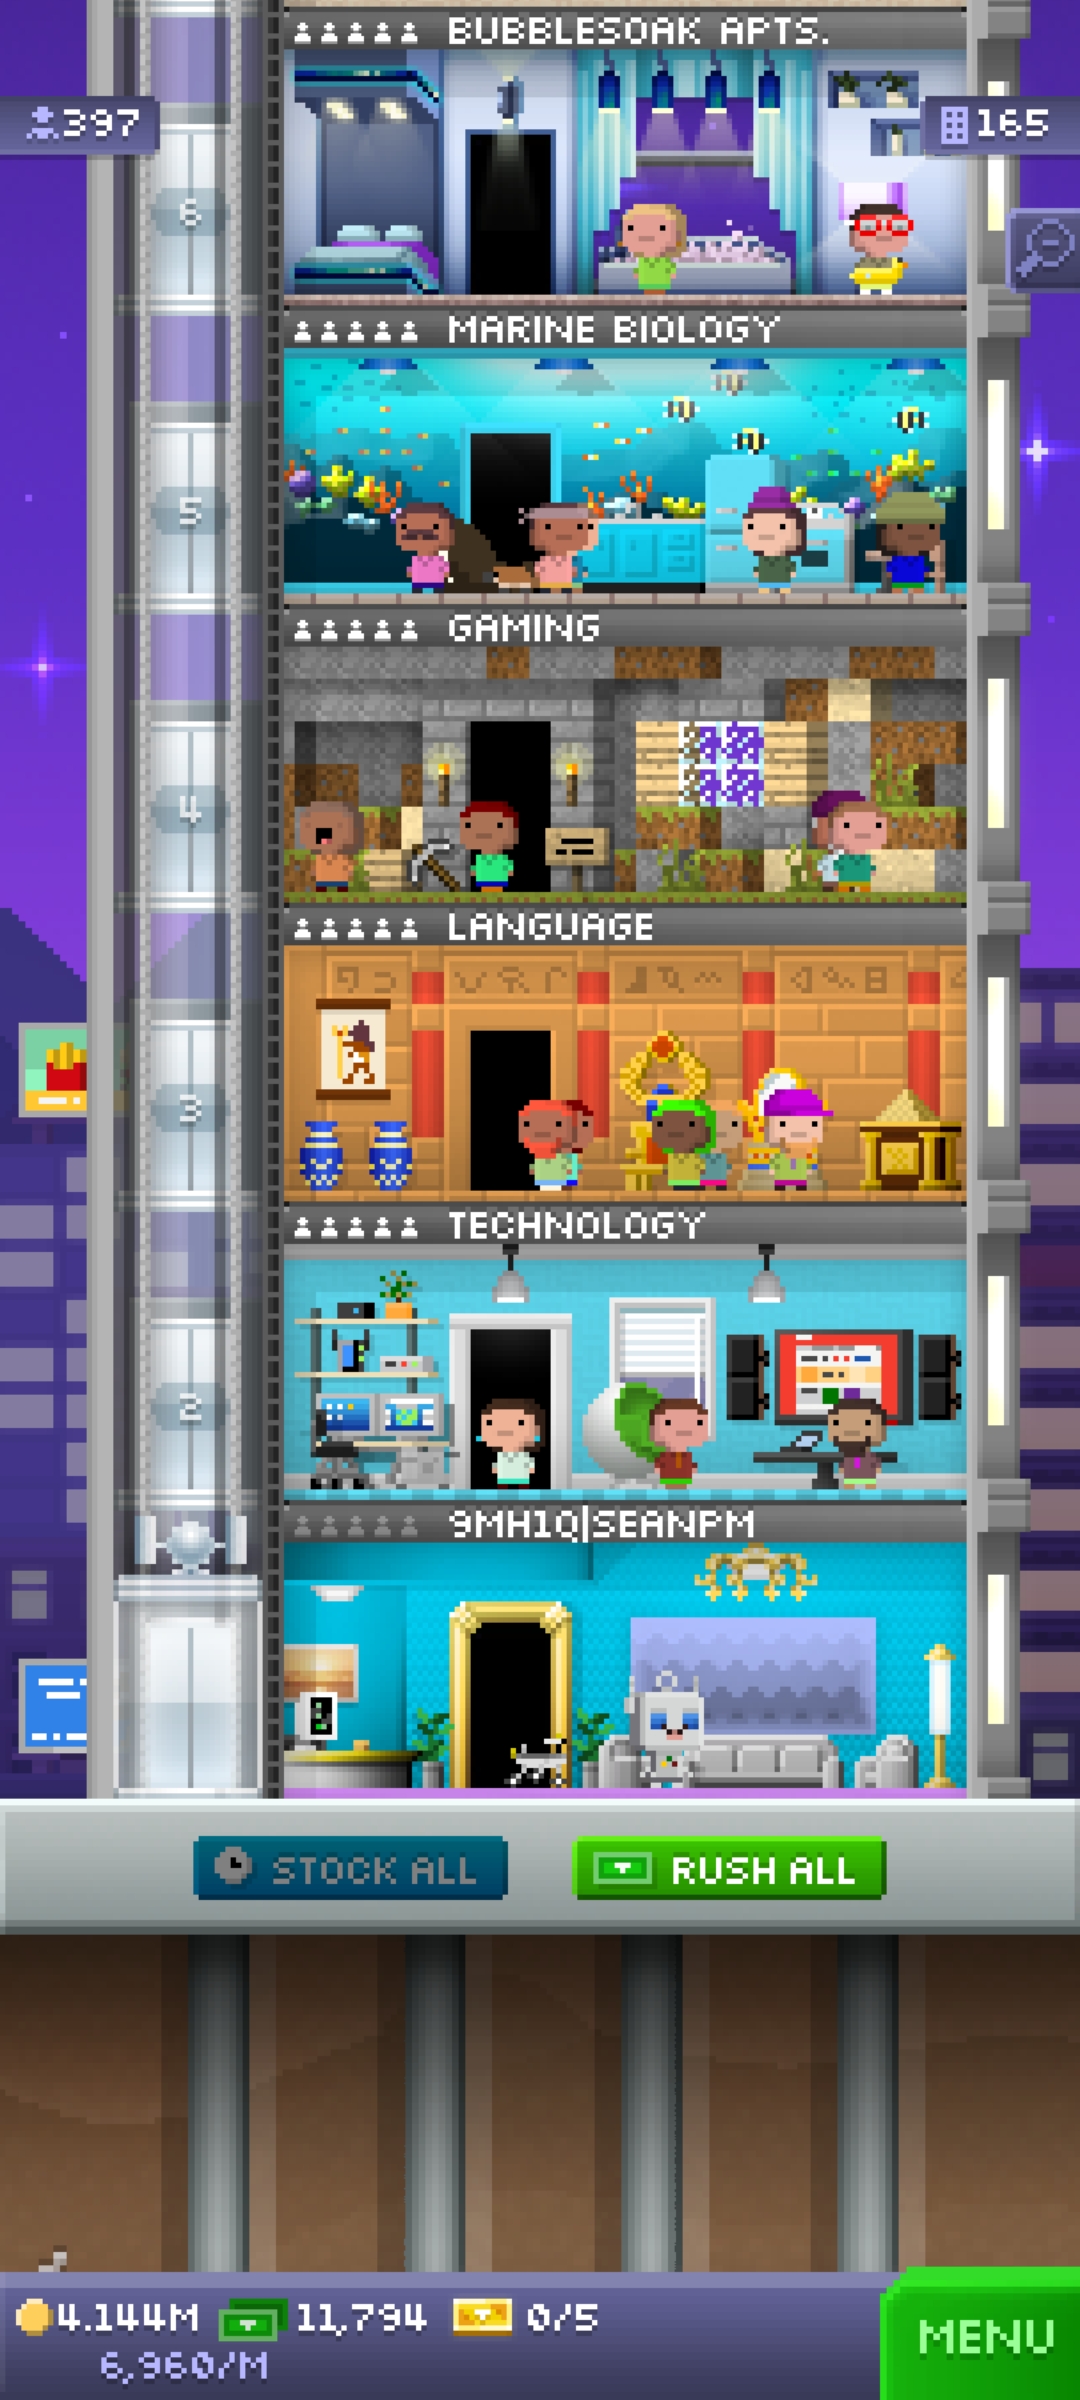 BUBBLESOAK APTS.
397
165
6
MARINE BIOLOGY
5
GAMING
4
LANGUAGE
3
TECHNOLOGY
2
9MH1Q|SEANPM
STOCK ALL
RUSH ALL
4.144M 11,794 0/5
6,960/M
MENU